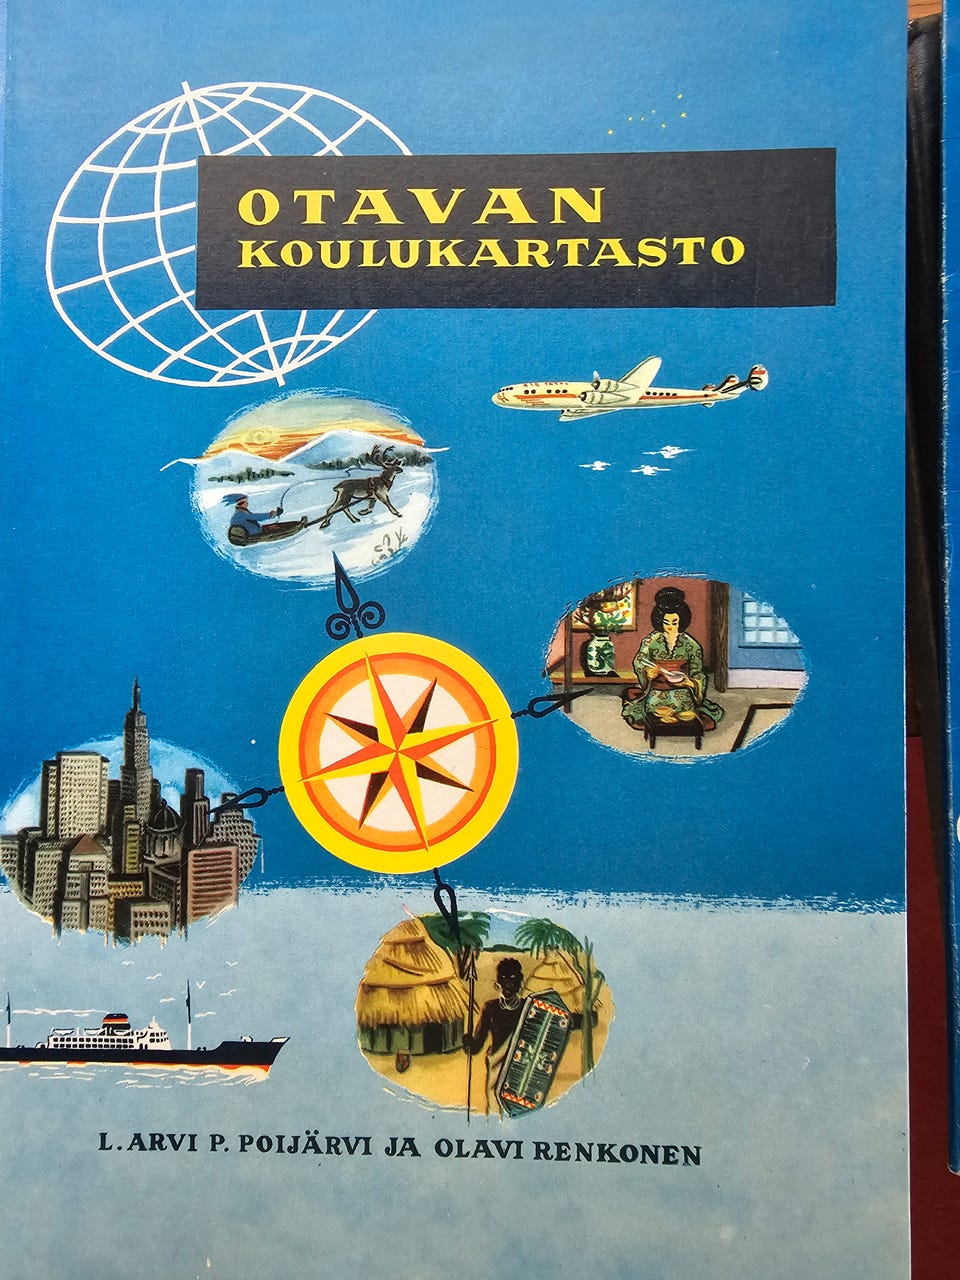 OTAVAN
KOULUKARTASTO
L. ARVI P. POIJÄRVI JA OLAVI RENKONEN